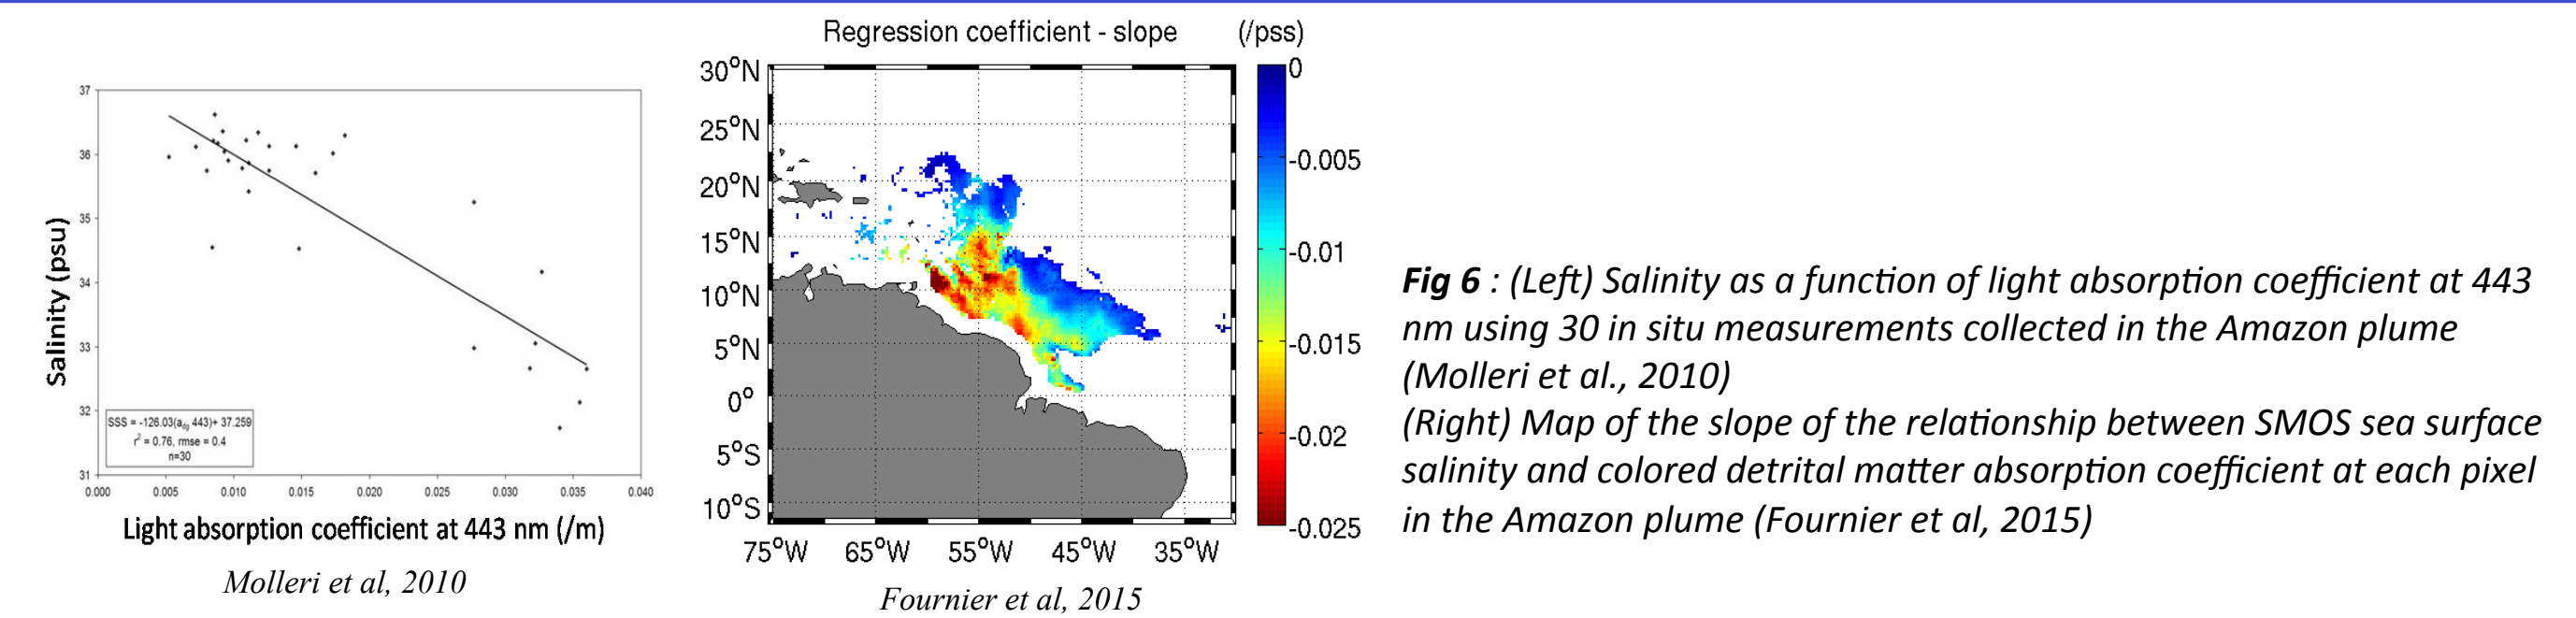 37
36
35
34
33
32
31
Salinity (psu)
SSS = -126.03(adg 443)+ 37.259
r2 = 0.76, rmse = 0.4
n=30
0.000 0.005 0.010 0.015 0.020 0.025 0.030 0.035 0.040
Light absorption coefficient at 443 nm (/m)
Molleri et al, 2010
Regression coefficient - slope (/pss)
30°N
25°N
20°N
15°N
10°N
5°N
0°
5°S
10°S
75°W 65°W 55°W 45°W 35°W
0
-0.005
-0.01
-0.015
-0.02
-0.025
Fournier et al, 2015
Fig 6 : (Left) Salinity as a function of light absorption coefficient at 443
nm using 30 in situ measurements collected in the Amazon plume
(Molleri et al., 2010)
(Right) Map of the slope of the relationship between SMOS sea surface
salinity and colored detrital matter absorption coefficient at each pixel
in the Amazon plume (Fournier et al, 2015)